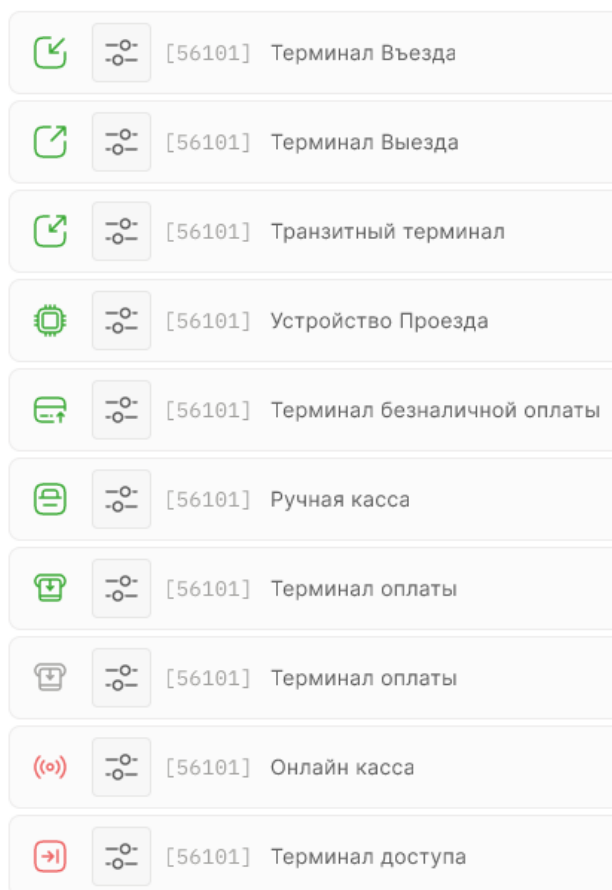 [56101] Терминал Въезда
[56101] Терминал Выезда
[56101] Транзитный терминал
[56101] Устройство Проезда
[56101] Терминал безналичной оплаты
[56101] Ручная касса
[56101] Терминал оплаты
[56101] Терминал оплаты
[56101] Онлайн касса
[56101] Терминал доступа